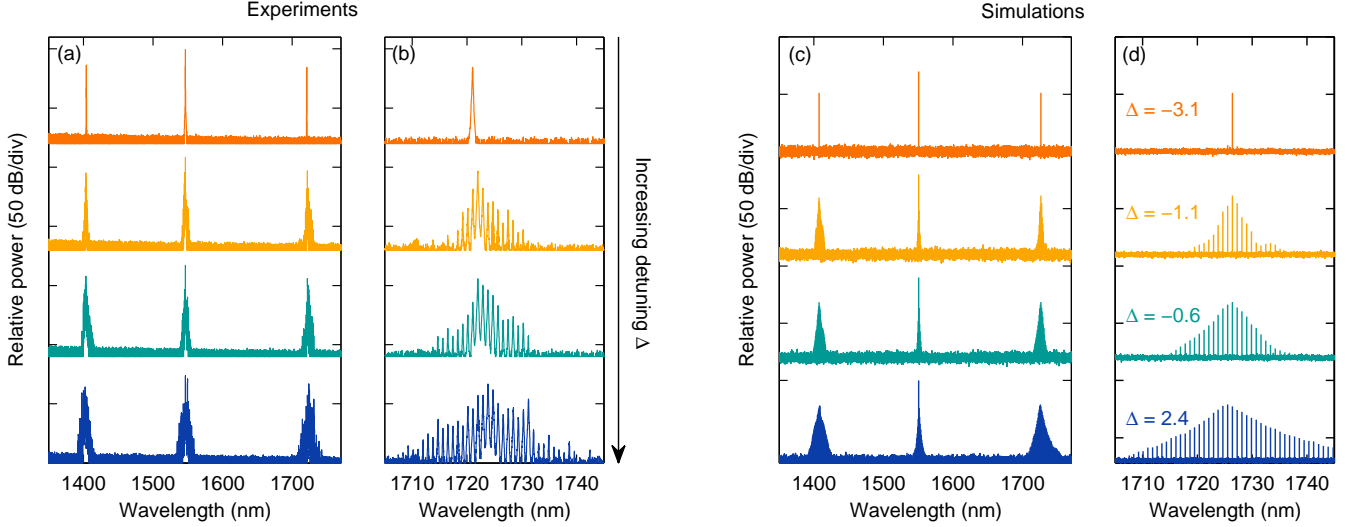 Experiments
Simulations
(a)
(b)
(c)
(d)
Relative power (50 dB/div)
Increasing detuning Δ
Relative power (50 dB/div)
Δ = −3.1
Δ = −1.1
Δ = −0.6
Δ = 2.4
1400 1500 1600 1700
1710 1720 1730 1740
1400 1500 1600 1700
1710 1720 1730 1740
Wavelength (nm)
Wavelength (nm)
Wavelength (nm)
Wavelength (nm)